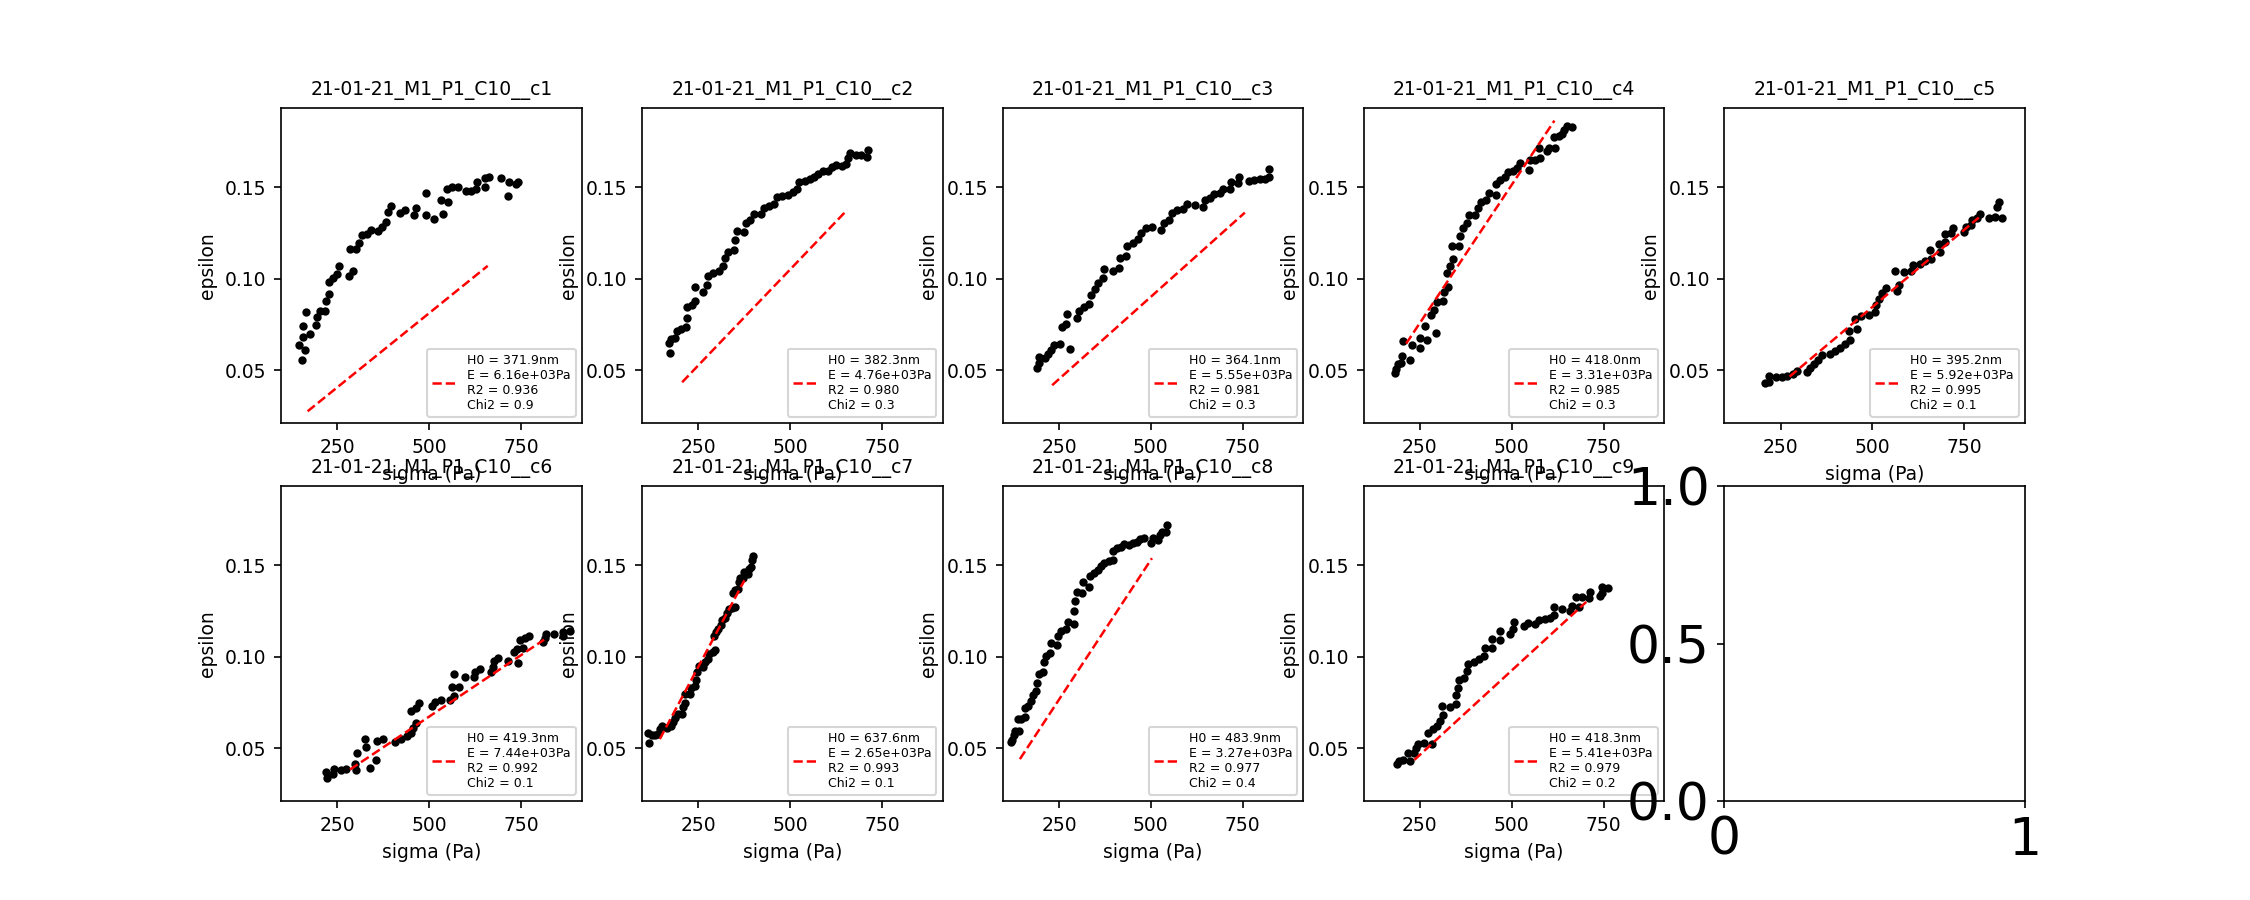 21-01-21_M1_P1_C10__c1
21-01-21_M1_P1_C10__c2
21-01-21_M1_P1_C10__c3
21-01-21_M1_P1_C10__c4
21-01-21_M1_P1_C10__c5
epsilon
0.15
0.10
0.05
H0 = 371.9nm
E = 6.16e+03Pa
R2 = 0.936
Chi2 = 0.9
250
500
750
sigma (Pa)
epsilon
0.15
0.10
0.05
H0 = 382.3nm
E = 4.76e+03Pa
R2 = 0.980
Chi2 = 0.3
250
500
750
sigma (Pa)
epsilon
0.15
0.10
0.05
H0 = 364.1nm
E = 5.55e+03Pa
R2 = 0.981
Chi2 = 0.3
250
500
750
sigma (Pa)
epsilon
0.15
0.10
0.05
H0 = 418.0nm
E = 3.31e+03Pa
R2 = 0.985
Chi2 = 0.3
250
500
750
sigma (Pa)
epsilon
0.15
0.10
0.05
H0 = 395.2nm
E = 5.92e+03Pa
R2 = 0.995
Chi2 = 0.1
250
500
750
sigma (Pa)
21-01-21_M1_P1_C10__c6
21-01-21_M1_P1_C10__c7
21-01-21_M1_P1_C10__c8
21-01-21_M1_P1_C10__c9
epsilon
0.15
0.10
0.05
H0 = 419.3nm
E = 7.44e+03Pa
R2 = 0.992
Chi2 = 0.1
250
500
750
sigma (Pa)
epsilon
0.15
0.10
0.05
H0 = 637.6nm
E = 2.65e+03Pa
R2 = 0.993
Chi2 = 0.1
250
500
750
sigma (Pa)
epsilon
0.15
0.10
0.05
H0 = 483.9nm
E = 3.27e+03Pa
R2 = 0.977
Chi2 = 0.4
250
500
750
sigma (Pa)
epsilon
0.15
0.10
0.05
H0 = 418.3nm
E = 5.41e+03Pa
R2 = 0.979
Chi2 = 0.2
250
500
750
sigma (Pa)
1.0
0.5
0.0
0
1